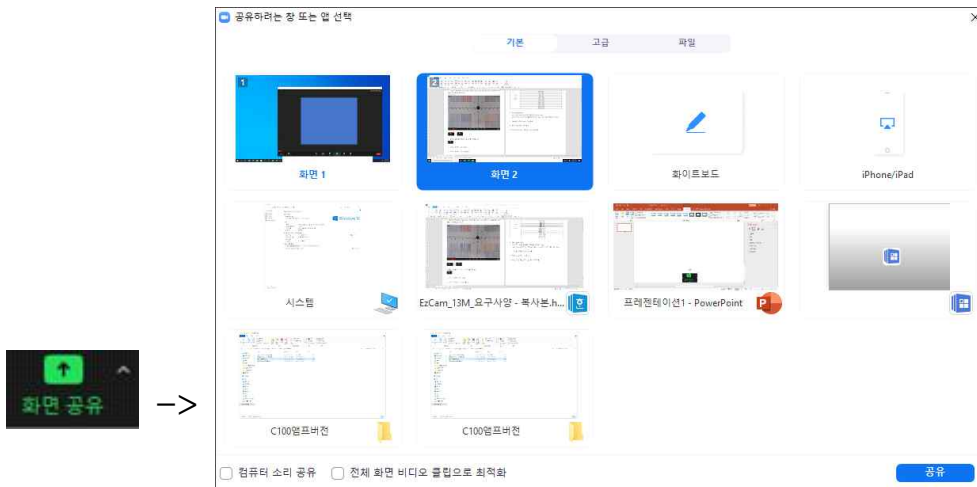 공유하려는 창 또는 앱 선택
기본 고급 파일
1
2
화면 1
화면 2
화이트보드
iPhone/iPad
시스템
EzCam_13M_요구사양 - 복사본.h...
프레젠테이션1 - PowerPoint
화면 공유
->
C100앰프버전
C100앰프버전
컴퓨터 소리 공유
전체 화면 비디오 클립으로 최적화
공유